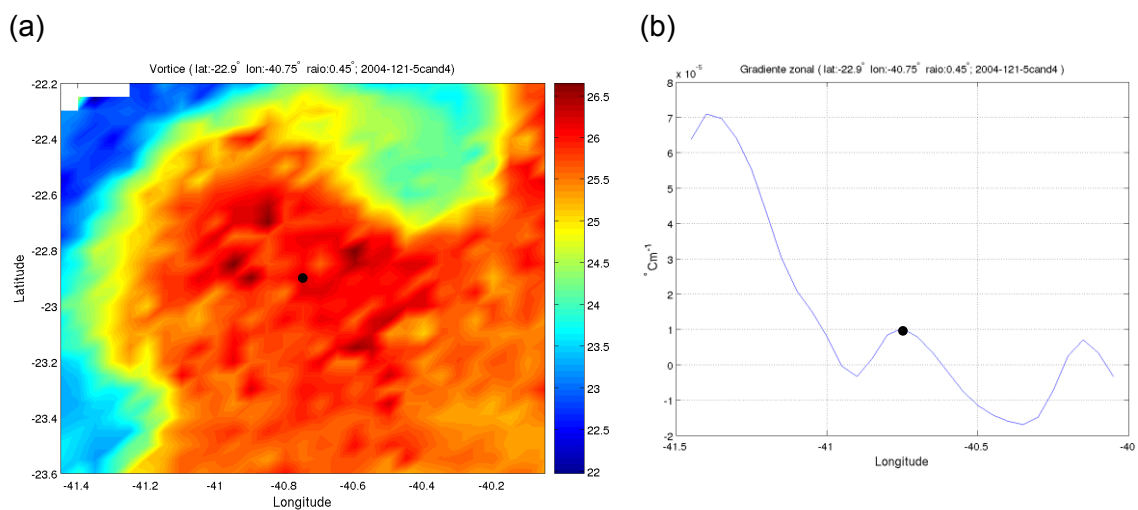 (a)
Vortice ( lat:-22.9° lon:-40.75° raio:0.45°; 2004-121-5cand4)
-22.2
-22.4
-22.6
-22.8
-23
-23.2
-23.4
-23.6
Latitude
-41.4 -41.2 -41 -40.8 -40.6 -40.4 -40.2
Longitude
26.5
26
25.5
25
24.5
24
23.5
23
22.5
22
(b)
Gradiente zonal ( lat:-22.9° lon:-40.75° raio:0.45°; 2004-121-5cand4 )
x 10⁻⁵
8
7
6
5
4
3
2
1
0
-1
-2
°Cm⁻¹
-41.5 -41 -40.5 -40
Longitude